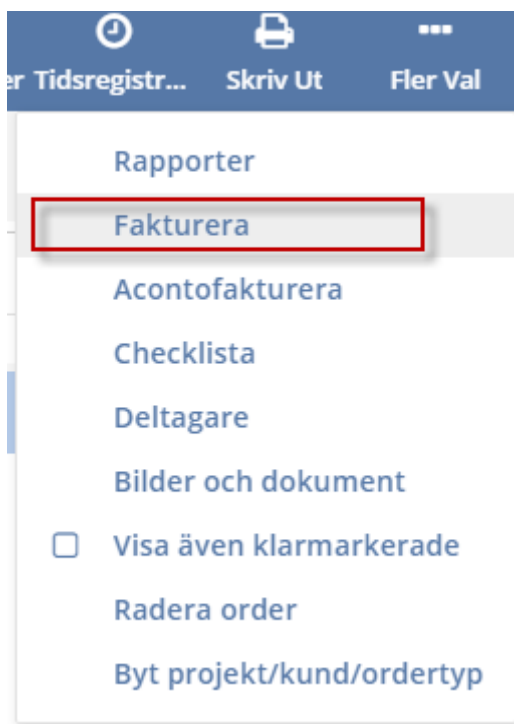 er Tidsregistr... Skriv Ut Fler Val
Rapporter
Fakturera
Acontofakturera
Checklista
Deltagare
Bilder och dokument
Visa även klarmarkerade
Radera order
Byt projekt/kund/ordertyp